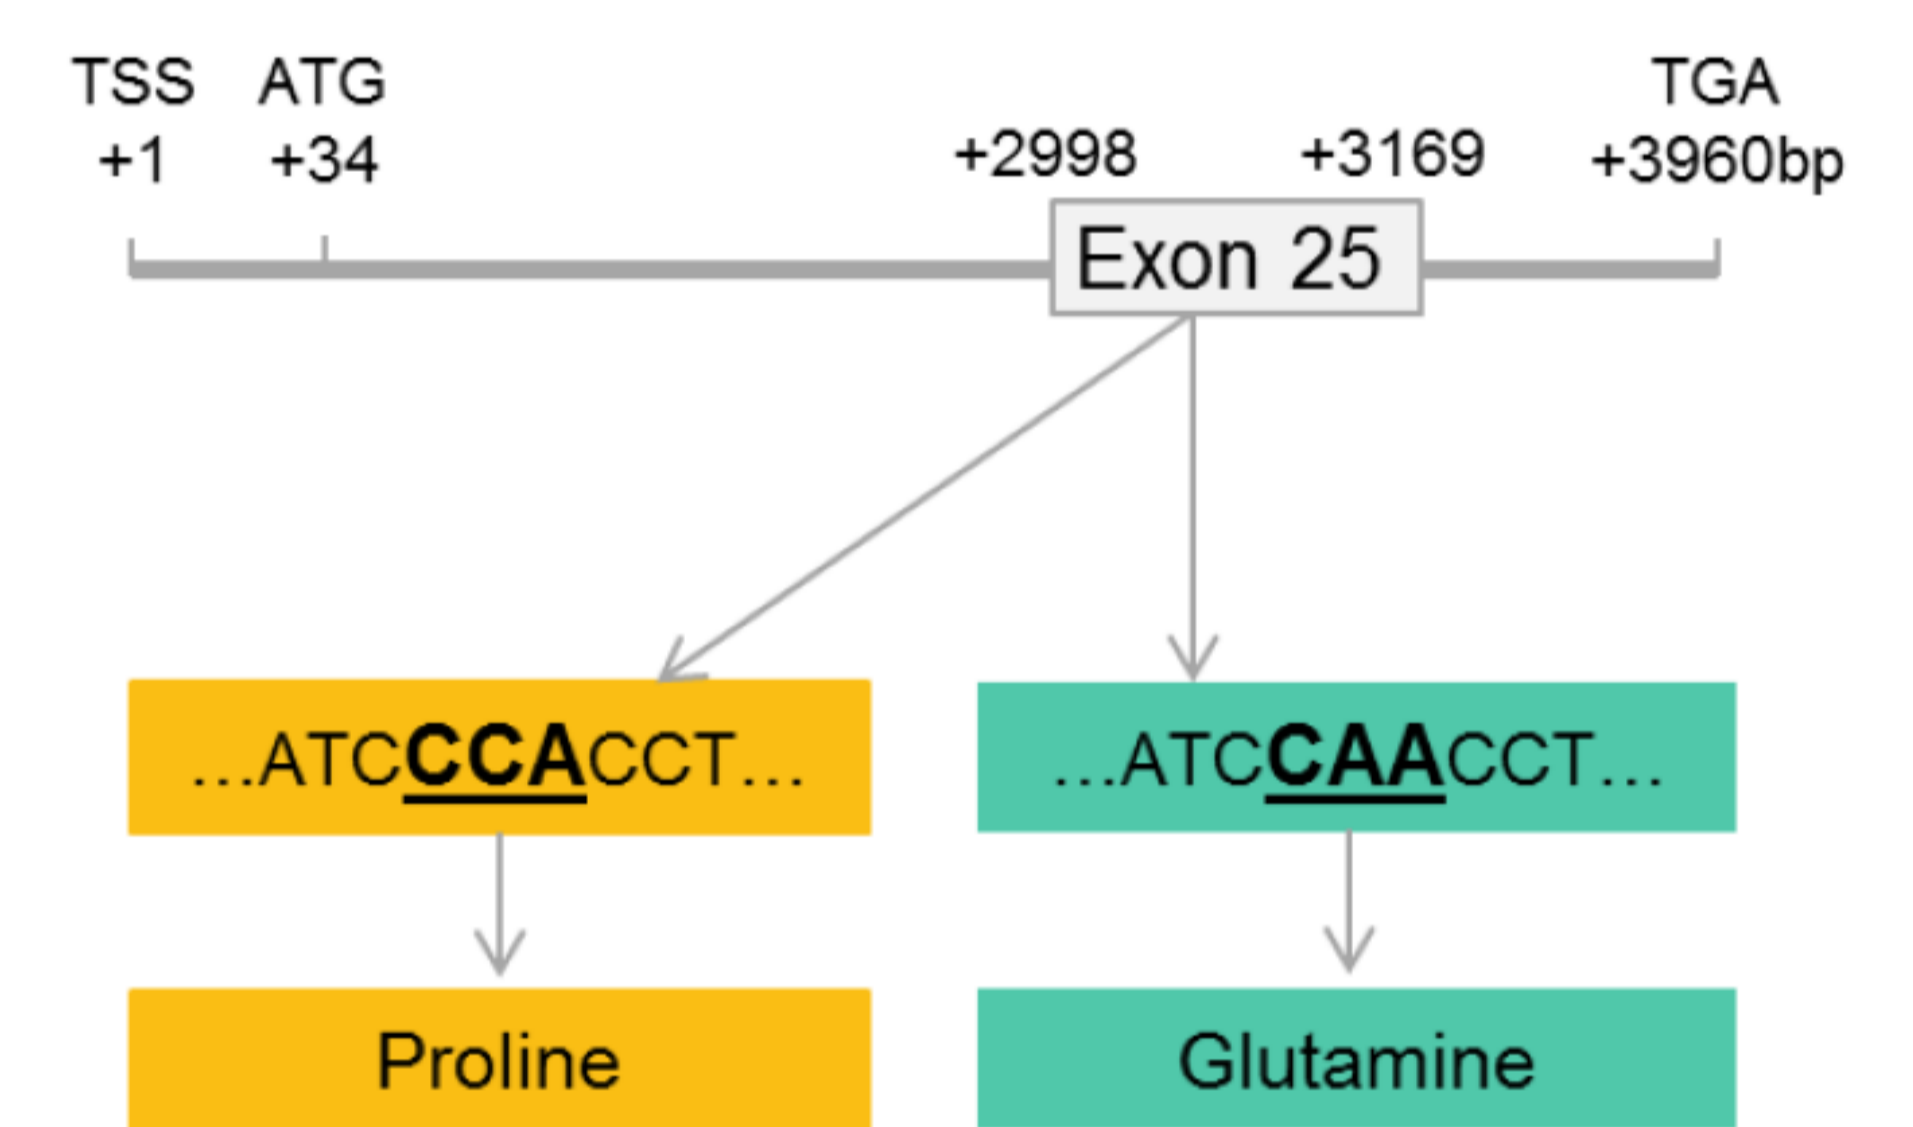 TSS ATG TGA
+1 +34 +2998 +3169 +3960bp
Exon 25
...ATCCCACCT... ...ATCCAACCT...
Proline Glutamine